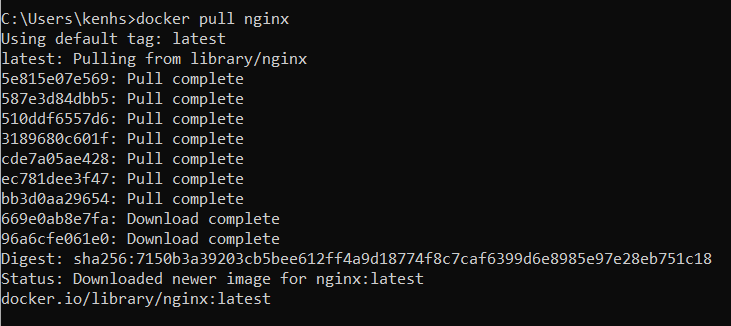 C:\Users\kenhs>docker pull nginx
Using default tag: latest
latest: Pulling from library/nginx
5e815e07e569: Pull complete
587e3d84dbb5: Pull complete
510ddf6557d6: Pull complete
3189680c601f: Pull complete
cde7a05ae428: Pull complete
ec781dee3f47: Pull complete
bb3d0aa29654: Pull complete
669e0ab8e7fa: Download complete
96a6cfe061e0: Download complete
Digest: sha256:7150b3a39203cb5bee612ff4a9d18774f8c7caf6399d6e8985e97e28eb751c18
Status: Downloaded newer image for nginx:latest
docker.io/library/nginx:latest